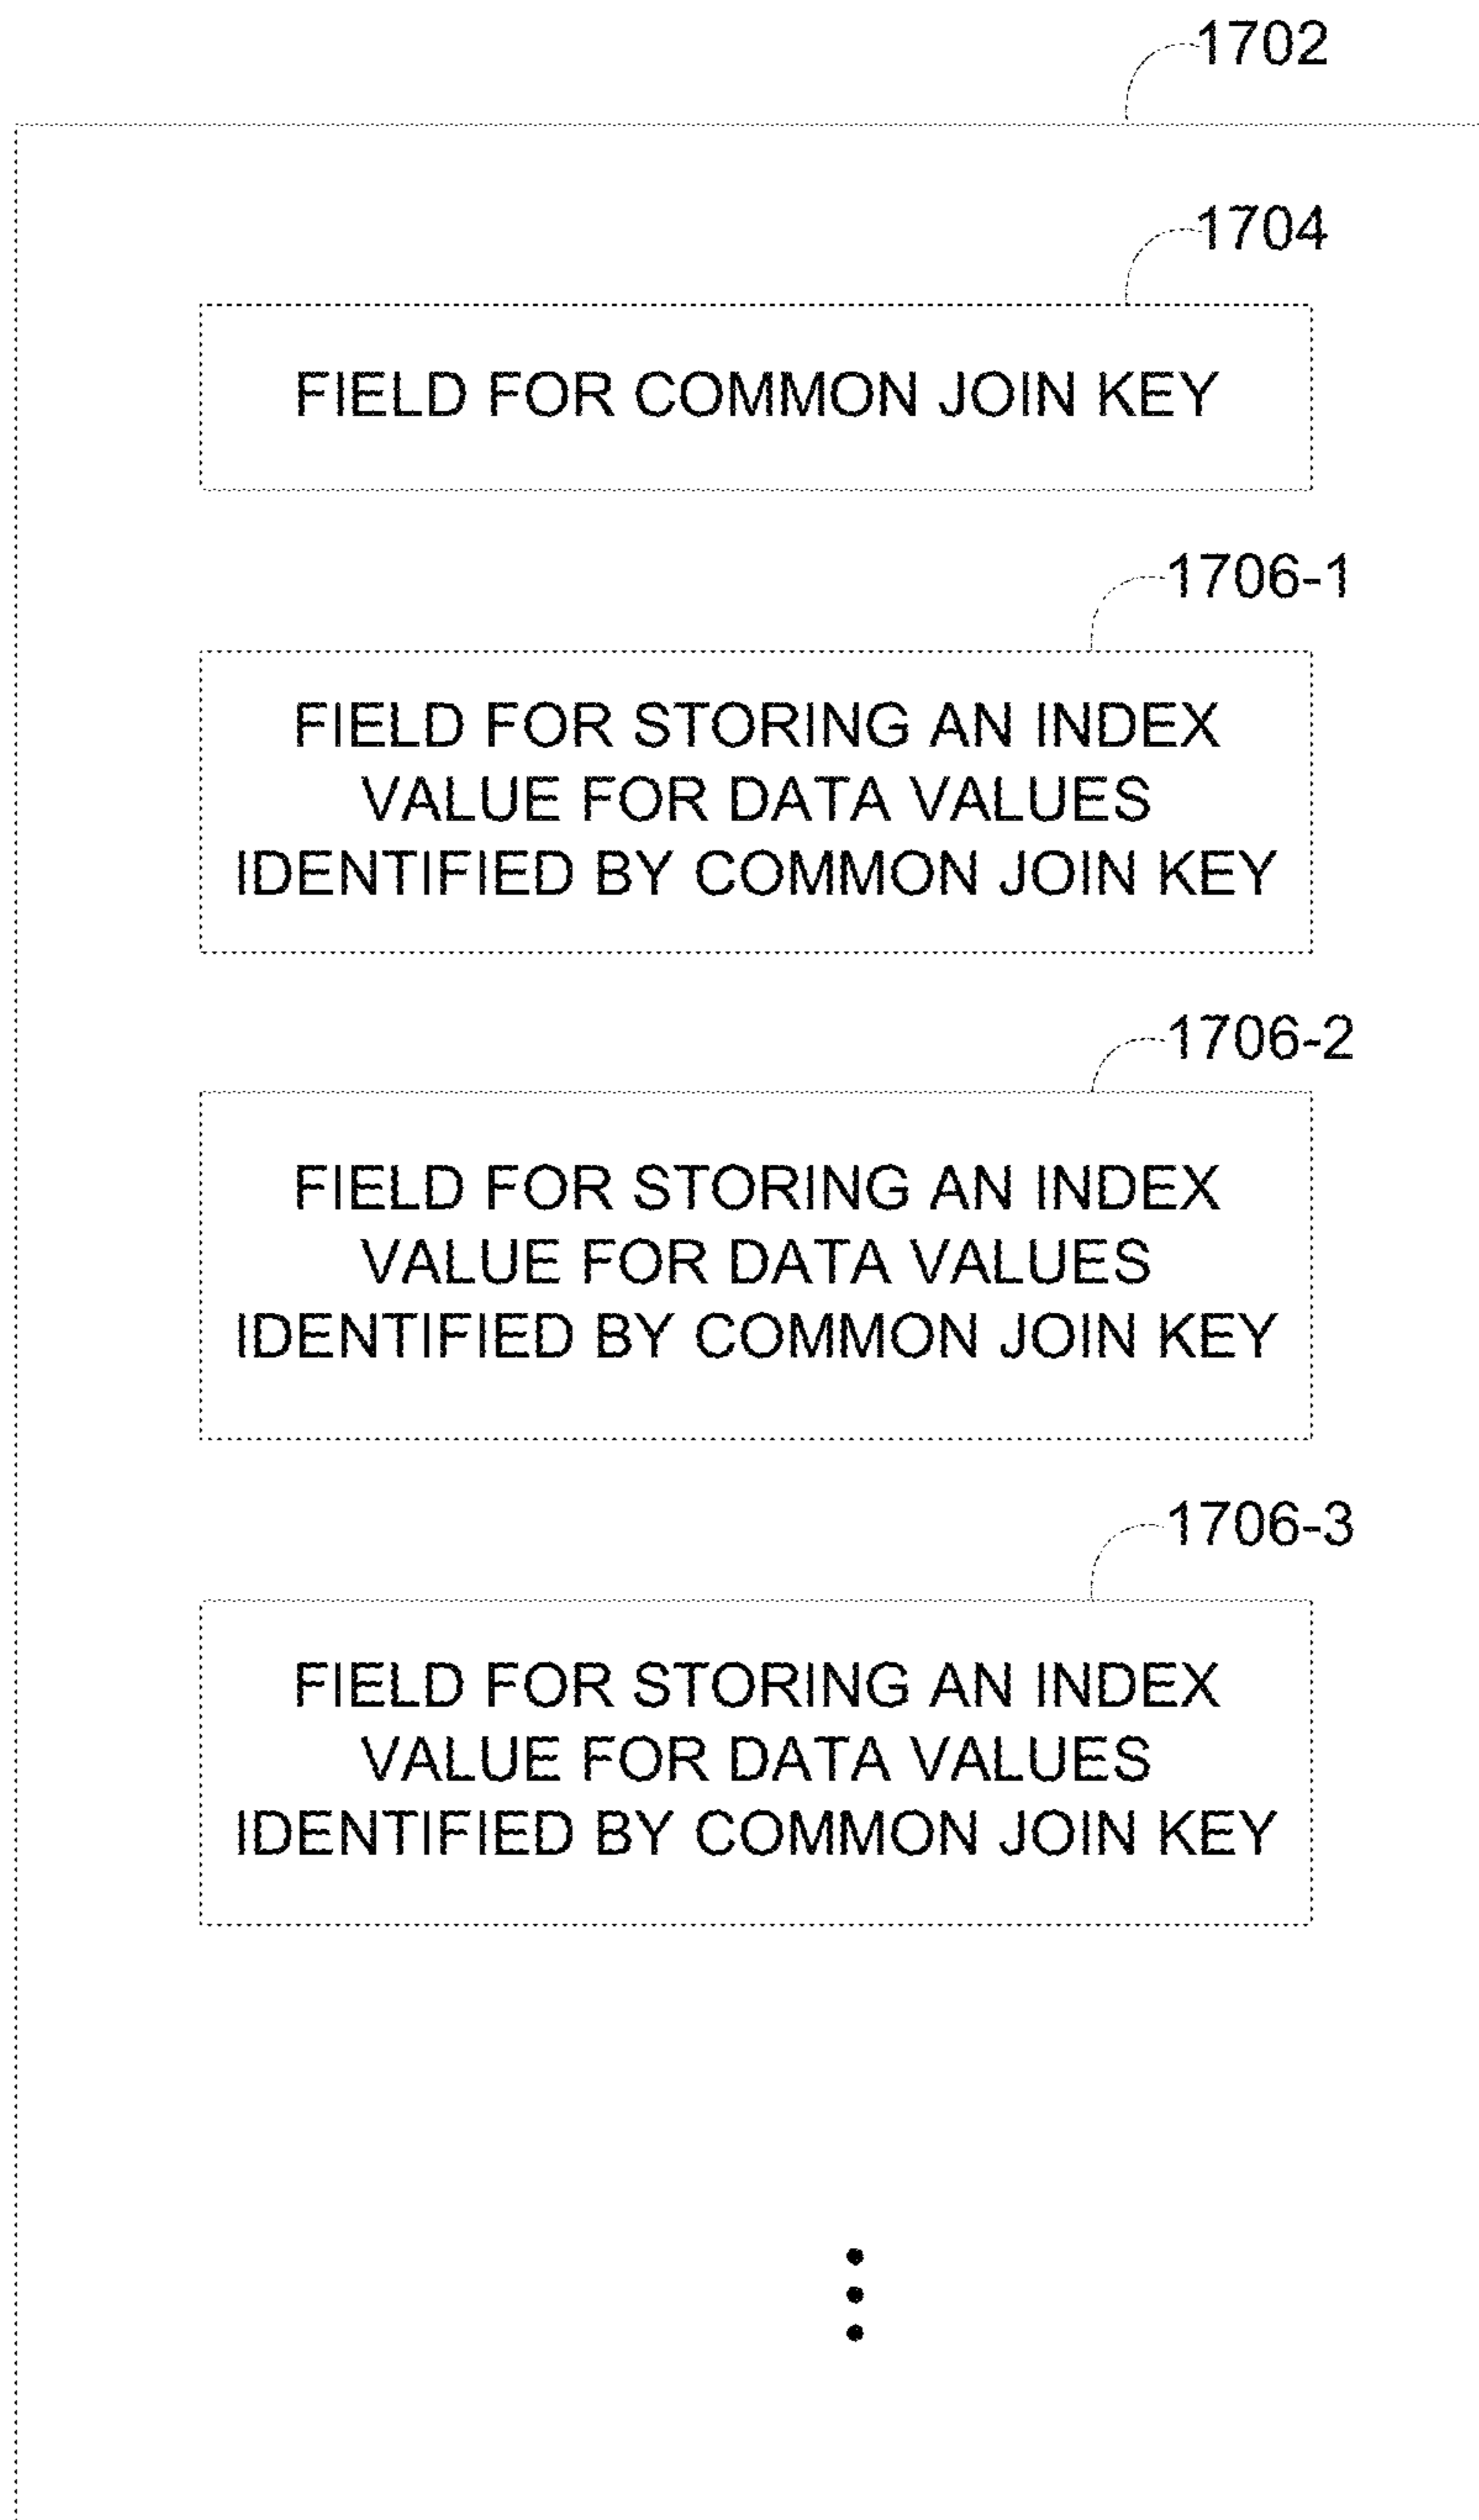 1702
1704
FIELD FOR COMMON JOIN KEY
1706-1
FIELD FOR STORING AN INDEX
VALUE FOR DATA VALUES
IDENTIFIED BY COMMON JOIN KEY
1706-2
FIELD FOR STORING AN INDEX
VALUE FOR DATA VALUES
IDENTIFIED BY COMMON JOIN KEY
1706-3
FIELD FOR STORING AN INDEX
VALUE FOR DATA VALUES
IDENTIFIED BY COMMON JOIN KEY